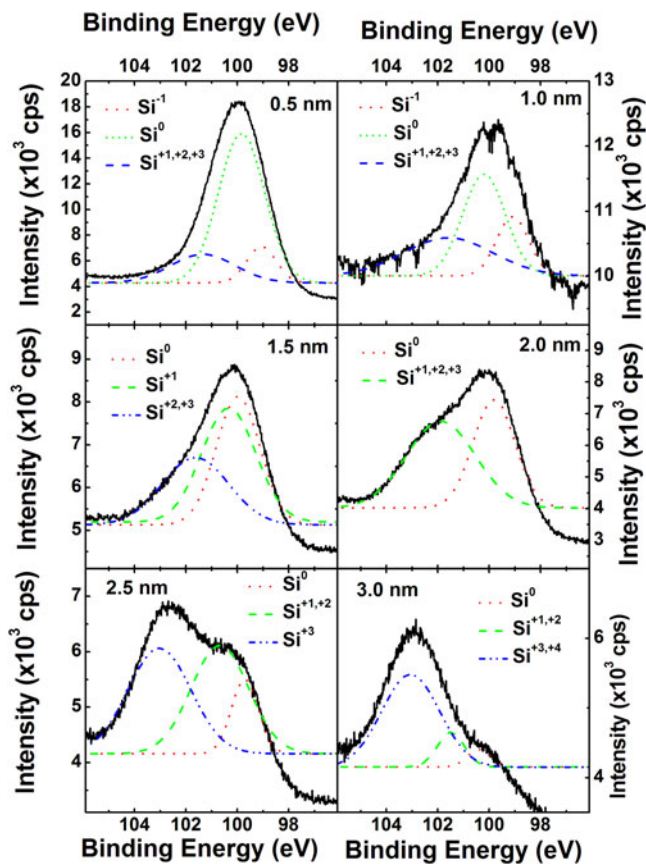 Binding Energy (eV)
Binding Energy (eV)
104 102 100 98
104 102 100 98
Intensity (x10³ cps)
20
18
16
14
12
10
8
6
4
2
Si⁻¹
Si⁰
Si⁺¹,⁺²,⁺³
0.5 nm
Si⁻¹
Si⁰
Si⁺¹,⁺²,⁺³
1.0 nm
13
12
11
10
Intensity (x10³ cps)
Intensity (x10³ cps)
9
8
7
6
5
Si⁰
Si⁺¹
Si⁺²,⁺³
1.5 nm
Si⁰
Si⁺¹,⁺²,⁺³
2.0 nm
9
8
7
6
5
4
3
Intensity (x10³ cps)
Intensity (x10³ cps)
7
6
5
4
2.5 nm
Si⁰
Si⁺¹,⁺²
Si⁺³
3.0 nm
Si⁰
Si⁺¹,⁺²
Si⁺³,⁺⁴
6
4
Intensity (x10³ cps)
104 102 100 98
104 102 100 98
Binding Energy (eV)
Binding Energy (eV)